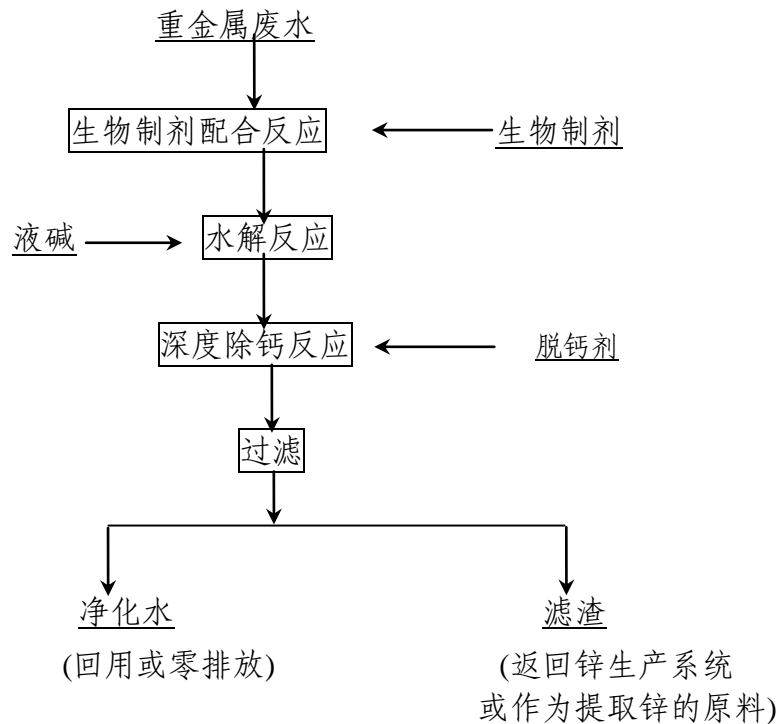 重金属废水
生物制剂配合反应
生物制剂
液碱
水解反应
深度除钙反应
脱钙剂
过滤
净化水
(回用或零排放)
滤渣
(返回锌生产系统
或作为提取锌的原料)